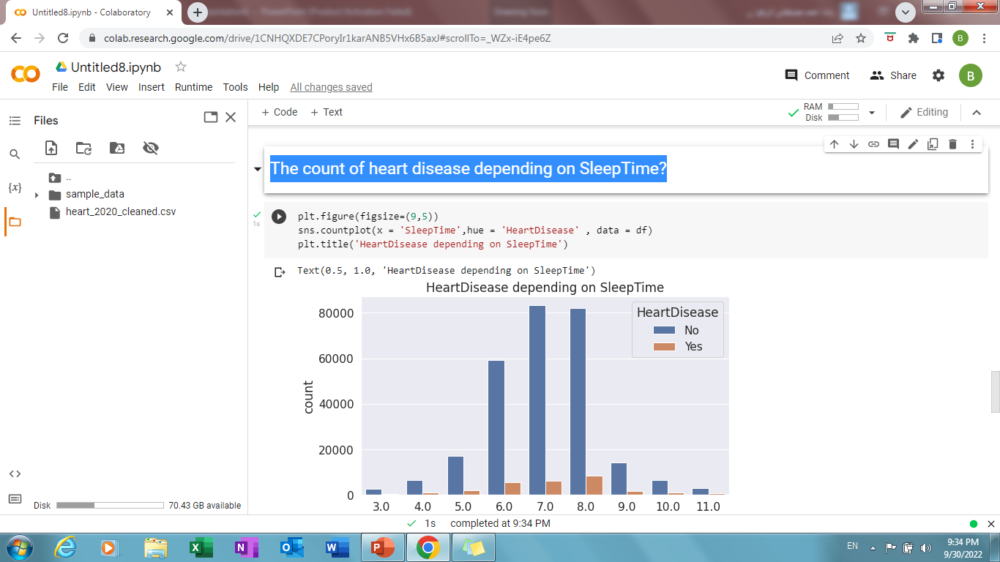 Untitled8.ipynb - Colaboratory
colab.research.google.com/drive/1CNHQXDE7CPoryIr1karANB5VHx6B5axJ#scrollTo=_WZx-iE4pe6Z
B
Untitled8.ipynb
File Edit View Insert Runtime Tools Help All changes saved
Comment Share B
Files
+ Code + Text
RAM
Disk
Editing
{x}
..
sample_data
heart_2020_cleaned.csv
The count of heart disease depending on SleepTime?
1s
plt.figure(figsize=(9,5))
sns.countplot(x = 'SleepTime',hue = 'HeartDisease' , data = df)
plt.title('HeartDisease depending on SleepTime')
Text(0.5, 1.0, 'HeartDisease depending on SleepTime')
HeartDisease depending on SleepTime
HeartDisease
No
Yes
80000
60000
40000
20000
0
count
3.0 4.0 5.0 6.0 7.0 8.0 9.0 10.0 11.0
Disk 70.43 GB available
1s completed at 9:34 PM
EN
9:34 PM
9/30/2022